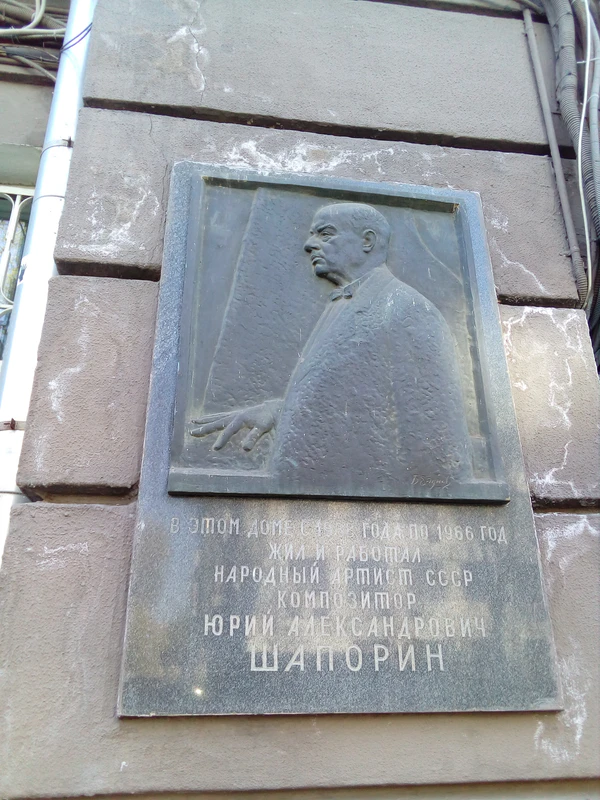 В ЭТОМ ДОМЕ С ГОДА ПО 1966 ГОД
ЖИЛ И РАБОТАЛ
НАРОДНЫЙ АРТИСТ СССР
КОМПОЗИТОР
ЮРИЙ АЛЕКСАНДРОВИЧ
ШАПОРИН